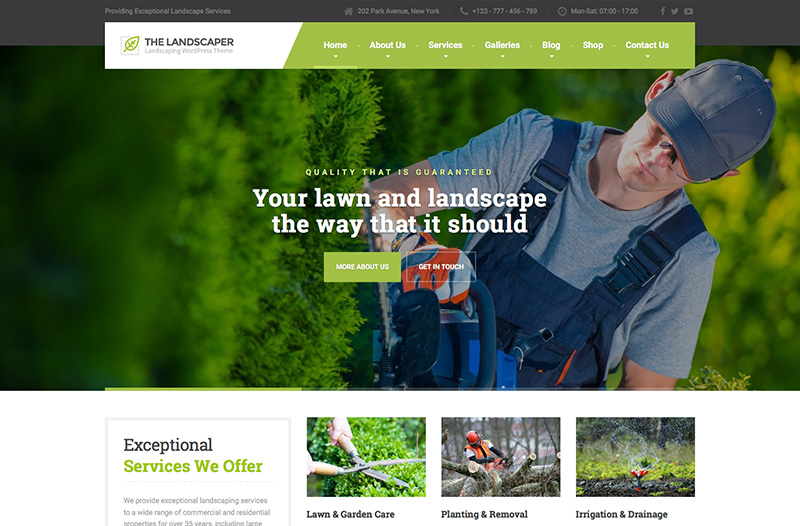 Providing Exceptional Landscape Services
202 Park Avenue, New York
+123 - 777 - 456 - 789
Mon-Sat: 07:00 - 17:00
THE LANDSCAPER
Landscaping WordPress Theme
Home
About Us
Services
Galleries
Blog
Shop
Contact Us
QUALITY THAT IS GUARANTEED
Your lawn and landscape
the way that it should
MORE ABOUT US
GET IN TOUCH
Exceptional
Services We Offer
We provide exceptional landscaping services
to a wide range of commercial and residential
properties for over 35 years, including large
Lawn & Garden Care
Planting & Removal
Irrigation & Drainage